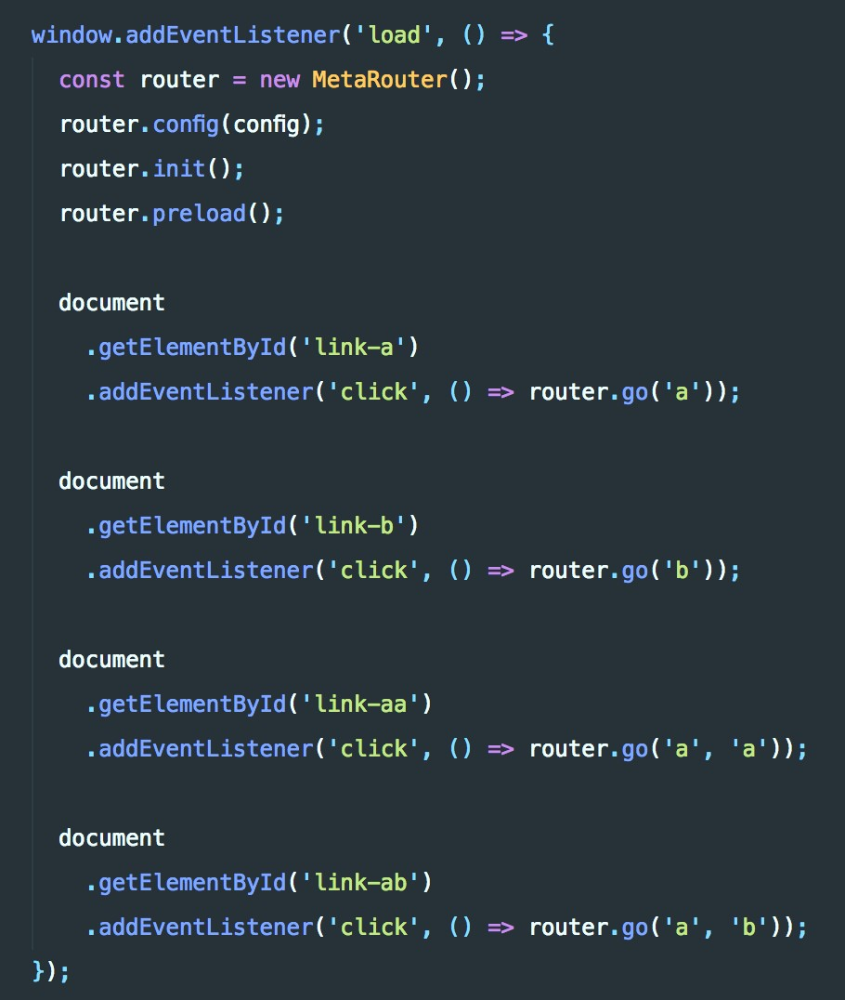 window.addEventListener('load', () => {
  const router = new MetaRouter();
  router.config(config);
  router.init();
  router.preload();

  document
    .getElementById('link-a')
    .addEventListener('click', () => router.go('a'));

  document
    .getElementById('link-b')
    .addEventListener('click', () => router.go('b'));

  document
    .getElementById('link-aa')
    .addEventListener('click', () => router.go('a', 'a'));

  document
    .getElementById('link-ab')
    .addEventListener('click', () => router.go('a', 'b'));
});